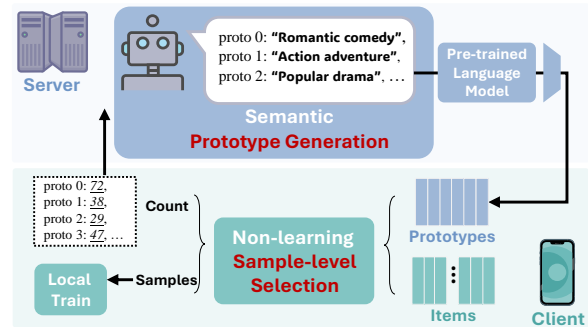 proto 0: “Romantic comedy”,
proto 1: “Action adventure”,
proto 2: “Popular drama”, …
Server
Semantic
Prototype Generation
Pre-trained
Language
Model
proto 0: 72,
proto 1: 38,
proto 2: 29,
proto 3: 47, …
Count
Samples
Local
Train
Non-learning
Sample-level
Selection
Prototypes
Items
Client